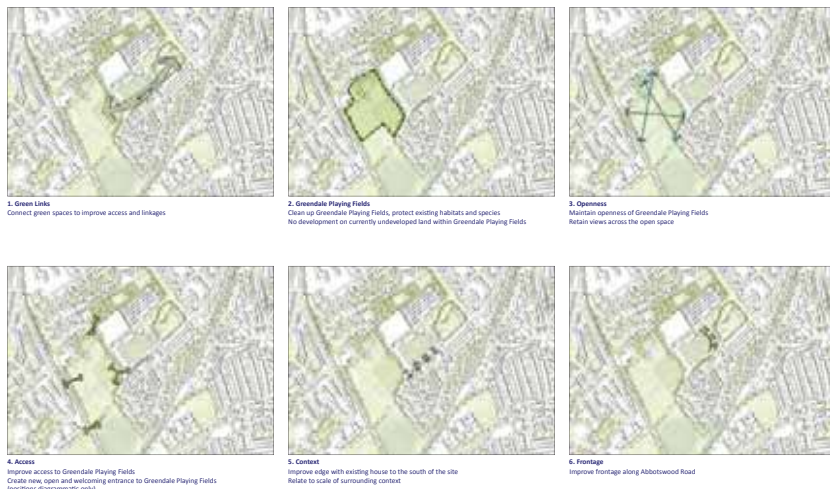 1. Green Links
Connect green spaces to improve access and linkages
2. Greendale Playing Fields
Clean up Greendale Playing Fields, protect existing habitats and species
No development on currently undeveloped land within Greendale Playing Fields
3. Openness
Maintain openness of Greendale Playing Fields
Retain views across the open space
4. Access
Improve access to Greendale Playing Fields
Create new, open and welcoming entrance to Greendale Playing Fields
(positions diagrammatic only)
5. Context
Improve edge with existing house to the south of the site
Relate to scale of surrounding context
6. Frontage
Improve frontage along Abbotswood Road